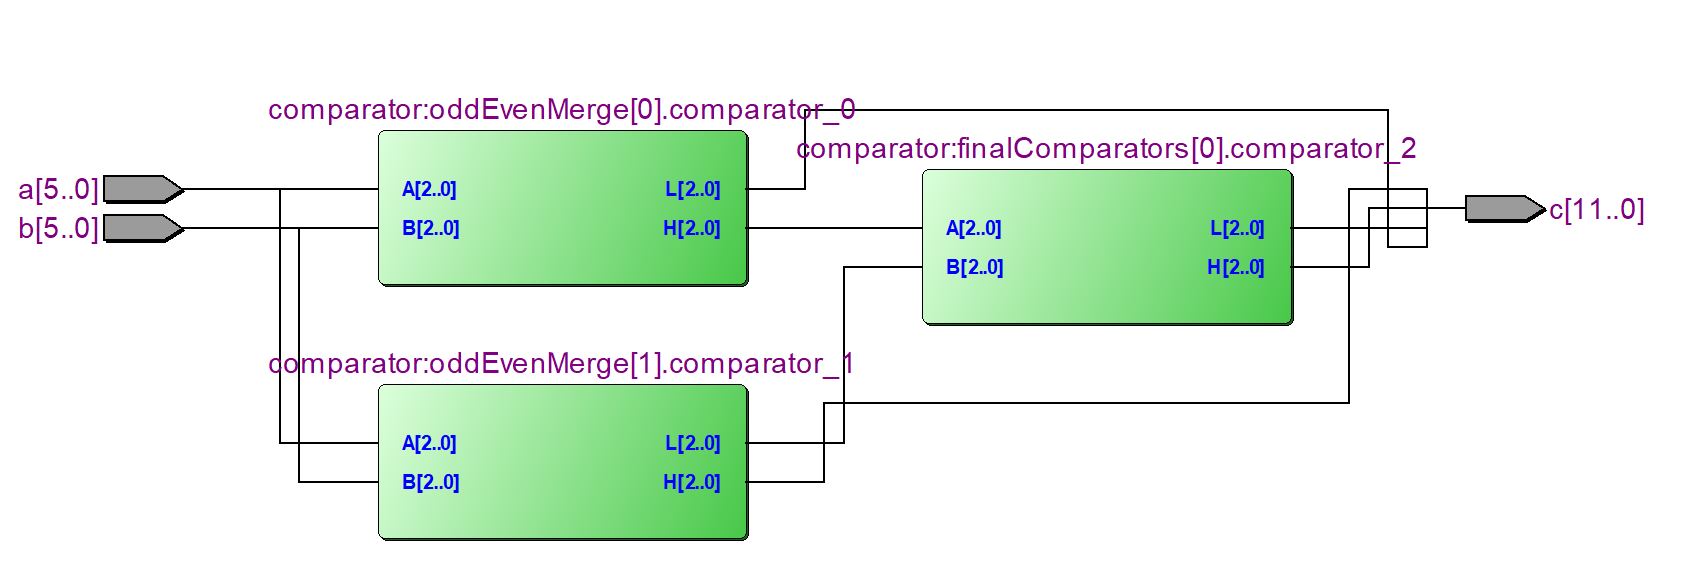 comparator:oddEvenMerge[0].comparator_0
comparator:finalComparators[0].comparator_2
a[5..0]
A[2..0]
L[2..0]
c[11..0]
b[5..0]
B[2..0]
H[2..0]
A[2..0]
L[2..0]
B[2..0]
H[2..0]
comparator:oddEvenMerge[1].comparator_1
A[2..0]
L[2..0]
B[2..0]
H[2..0]